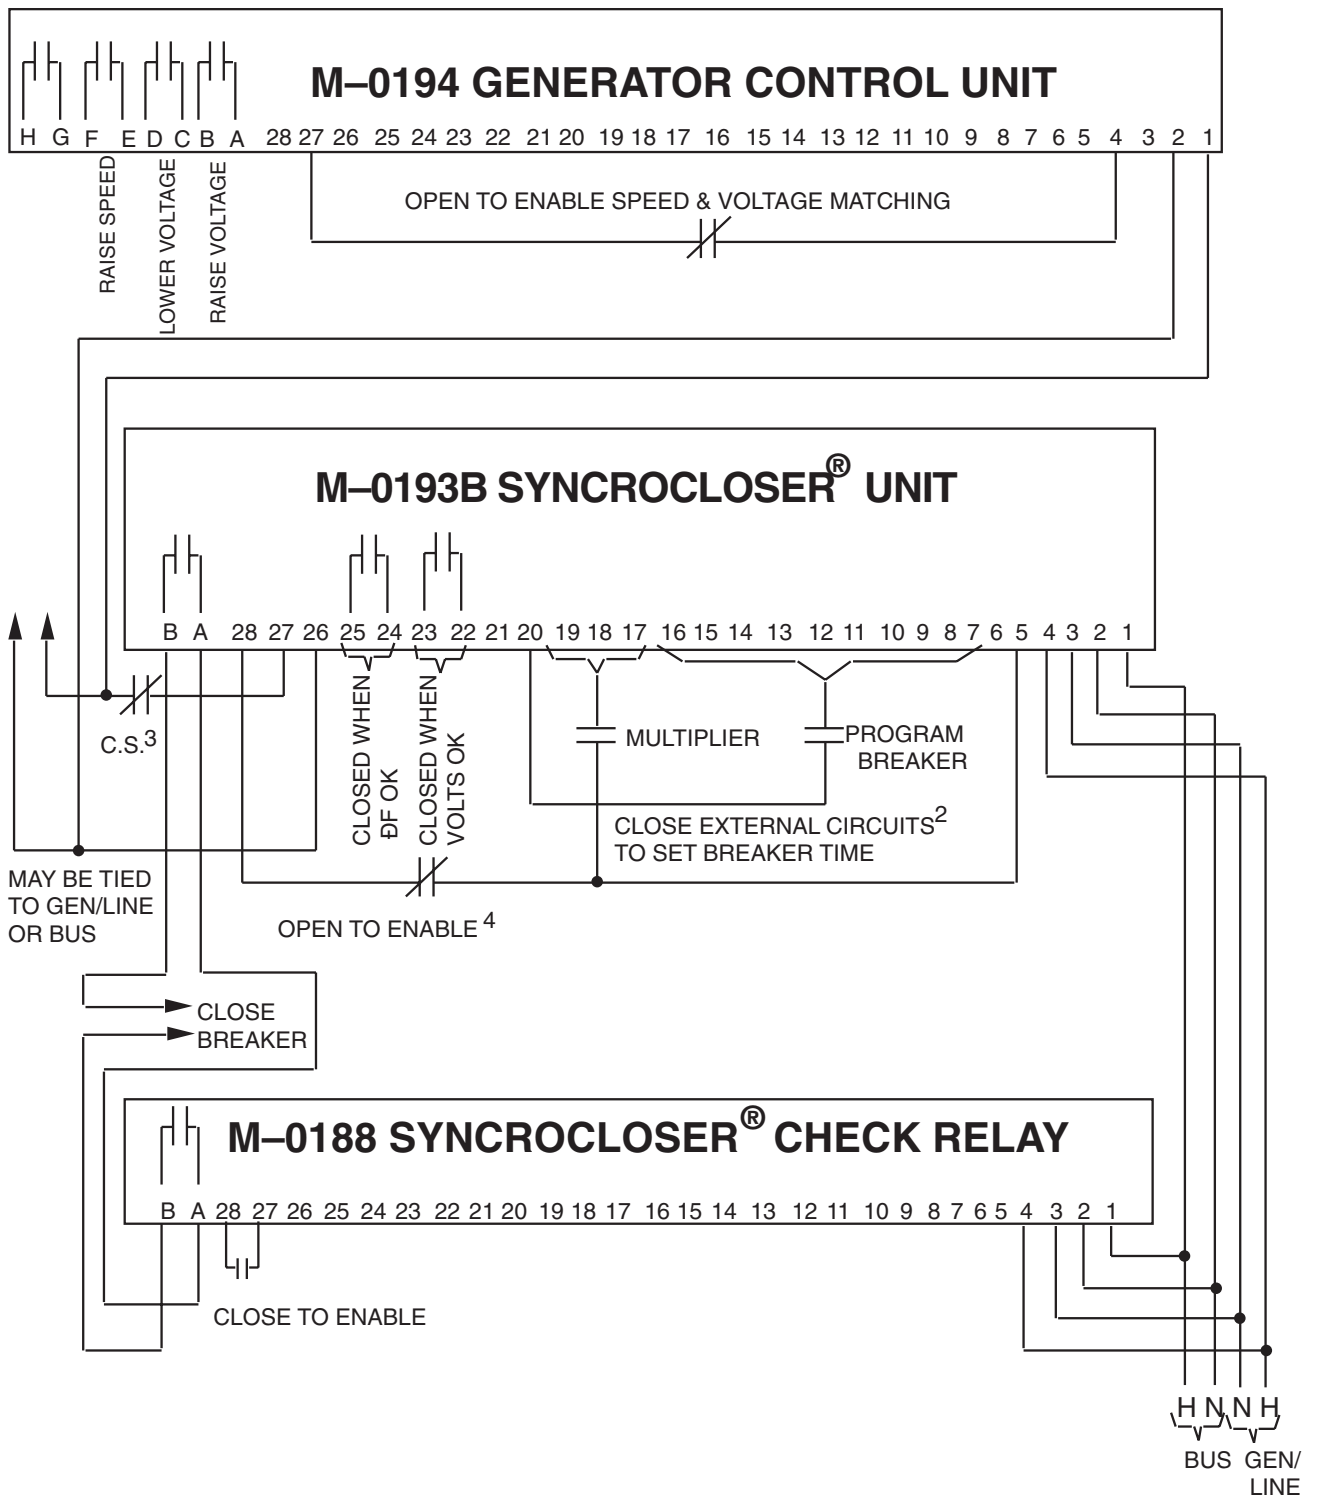 M–0194 GENERATOR CONTROL UNIT
H G F E D C B A 28 27 26 25 24 23 22 21 20 19 18 17 16 15 14 13 12 11 10 9 8 7 6 5 4 3 2 1
RAISE SPEED
LOWER VOLTAGE
RAISE VOLTAGE
OPEN TO ENABLE SPEED & VOLTAGE MATCHING
M–0193B SYNCROCLOSER® UNIT
B A 28 27 26 25 24 23 22 21 20 19 18 17 16 15 14 13 12 11 10 9 8 7 6 5 4 3 2 1
C.S.3
CLOSED WHEN
ĐF OK
CLOSED WHEN
VOLTS OK
MULTIPLIER
PROGRAM
BREAKER
CLOSE EXTERNAL CIRCUITS2
TO SET BREAKER TIME
MAY BE TIED
TO GEN/LINE
OR BUS
OPEN TO ENABLE 4
CLOSE
BREAKER
M–0188 SYNCROCLOSER® CHECK RELAY
B A 28 27 26 25 24 23 22 21 20 19 18 17 16 15 14 13 12 11 10 9 8 7 6 5 4 3 2 1
CLOSE TO ENABLE
H N N H
BUS GEN/
LINE